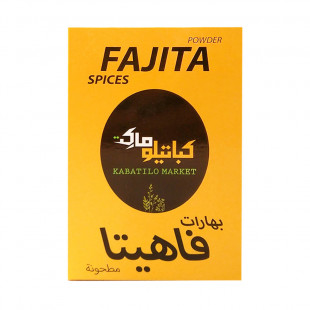 POWDER
FAJITA
SPICES
كباتيلو ماركت
KABATILO MARKET
بهارات
فاهيتا
مطحونة